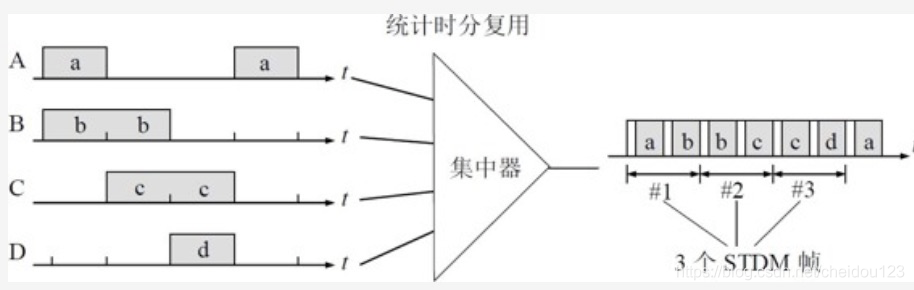 统计时分复用
A a a t
B b b t
C c c t
D d t
集中器
a b b c c d a t
#1 #2 #3
3 个 STDM 帧
https://blog.csdn.net/cheidou123